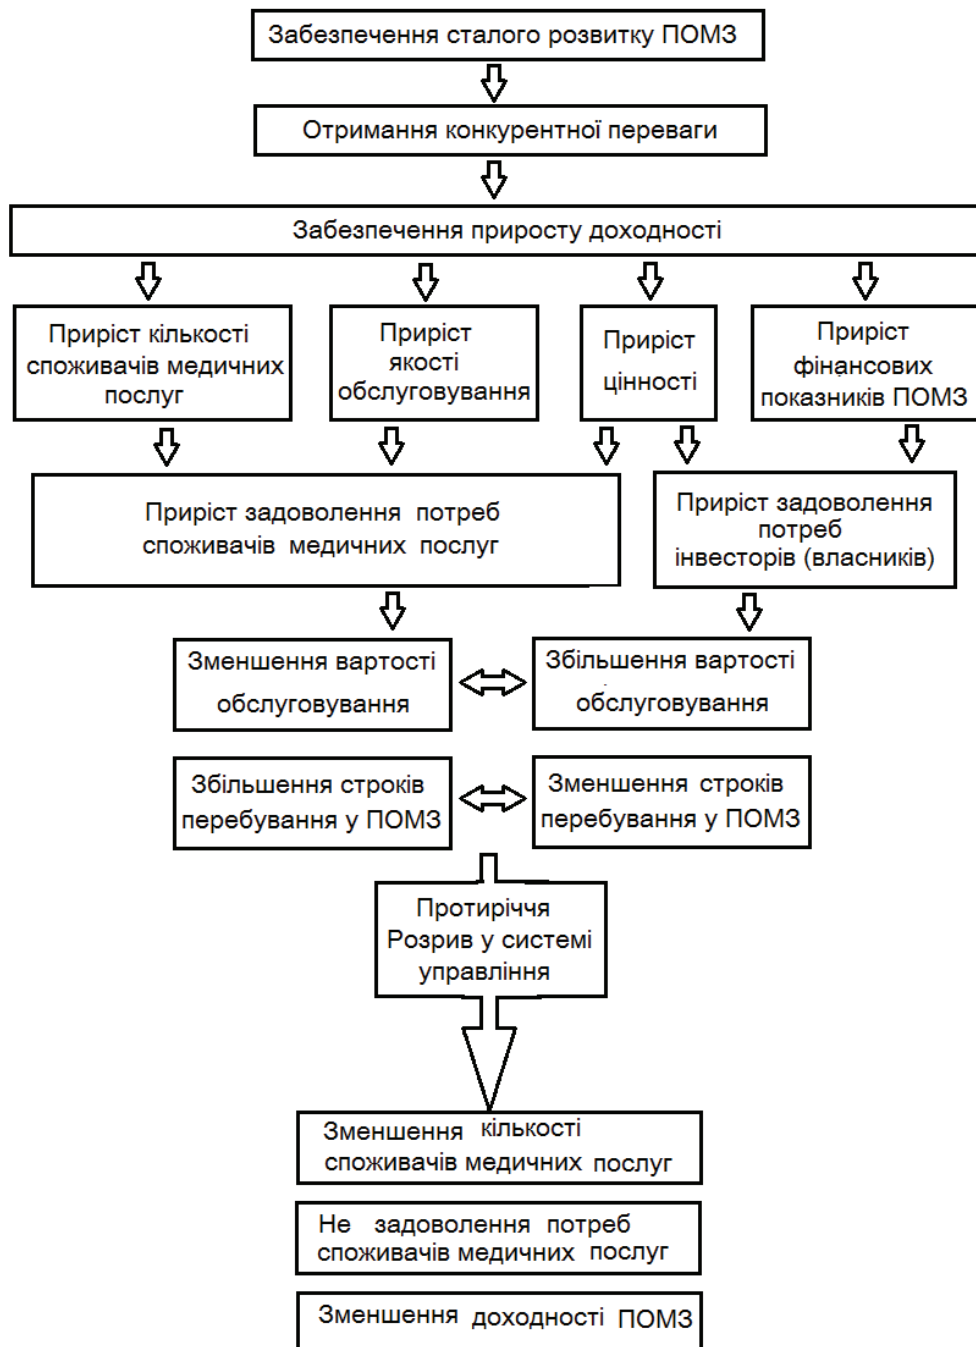 Забезпечення сталого розвитку ПОМЗ
Отримання конкурентної переваги
Забезпечення приросту доходності
Приріст кількості
споживачів медичних
послуг
Приріст
якості
обслуговування
Приріст
цінності
Приріст
фінансових
показників ПОМЗ
Приріст задоволення потреб
споживачів медичних послуг
Приріст задоволення
потреб
інвесторів (власників)
Зменшення вартості
обслуговування
Збільшення вартості
обслуговування
Збільшення строків
перебування у ПОМЗ
Зменшення строків
перебування у ПОМЗ
Протиріччя
Розрив у системі
управління
Зменшення кількості
споживачів медичних послуг
Не задоволення потреб
споживачів медичних послуг
Зменшення доходності ПОМЗ